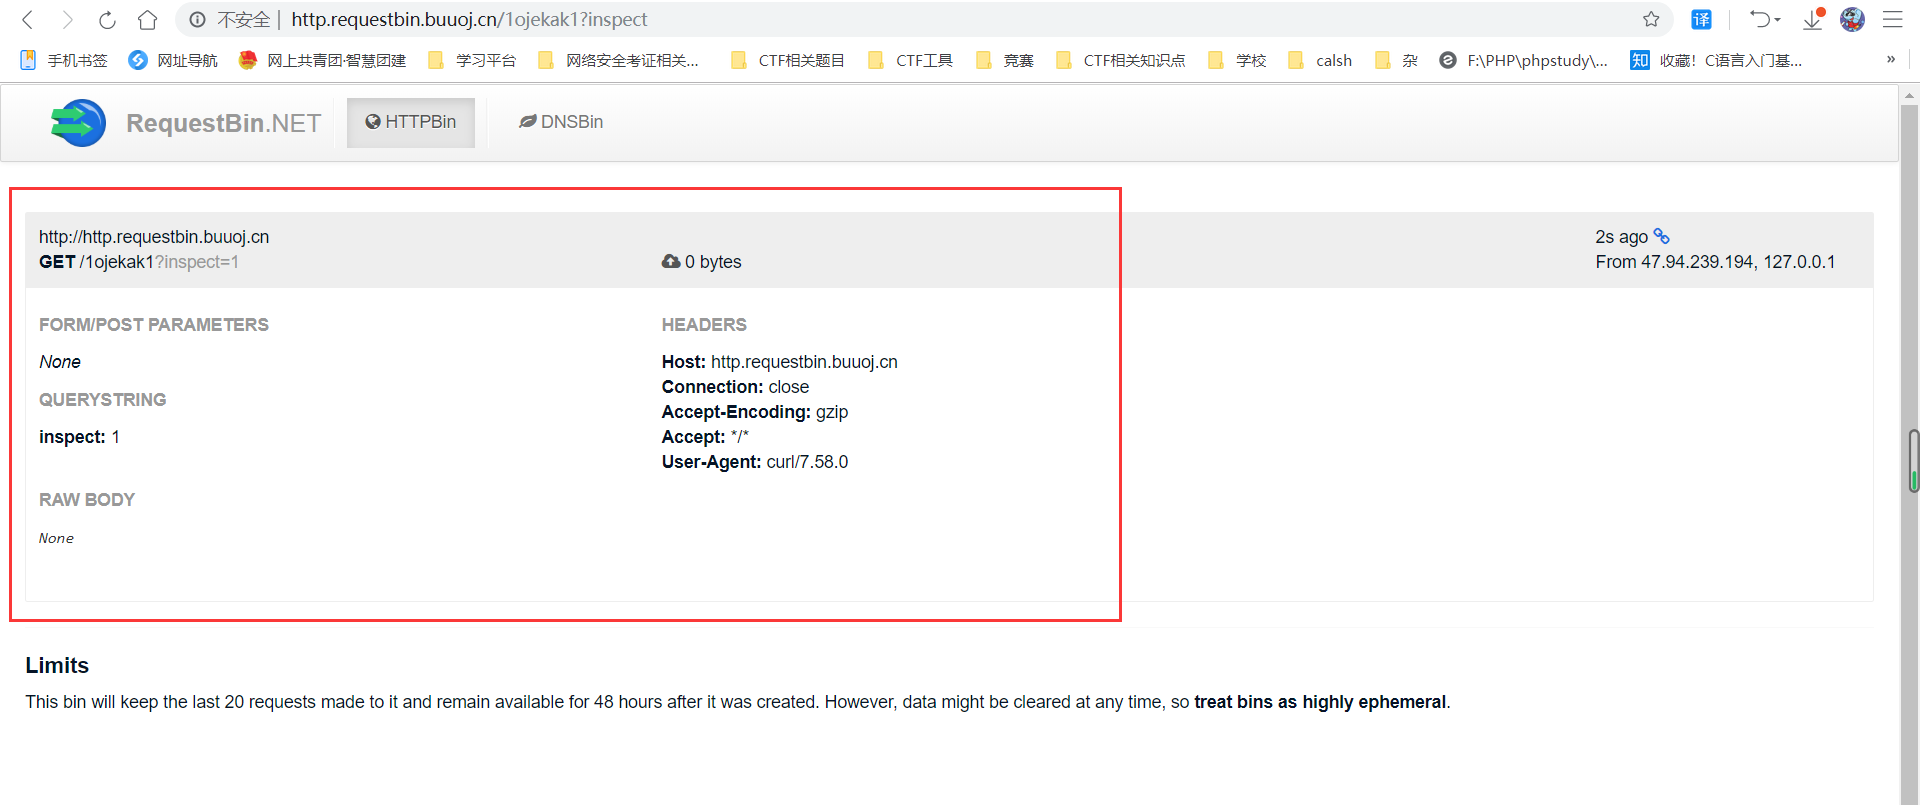 不安全 http.requestbin.buuoj.cn/1ojekak1?inspect 译
手机书签 网址导航 网上共青团·智慧团建 学习平台 网络安全考证相关... CTF相关题目 CTF工具 竞赛 CTF相关知识点 学校 calsh 杂 F:\PHP\phpstudy\... 知 收藏！C语言入门基... »
RequestBin.NET HTTPBin DNSBin
http://http.requestbin.buuoj.cn 2s ago
GET /1ojekak1?inspect=1 0 bytes From 47.94.239.194, 127.0.0.1
FORM/POST PARAMETERS
None
QUERYSTRING
inspect: 1
RAW BODY
None
HEADERS
Host: http.requestbin.buuoj.cn
Connection: close
Accept-Encoding: gzip
Accept: */*
User-Agent: curl/7.58.0
Limits
This bin will keep the last 20 requests made to it and remain available for 48 hours after it was created. However, data might be cleared at any time, so treat bins as highly ephemeral.